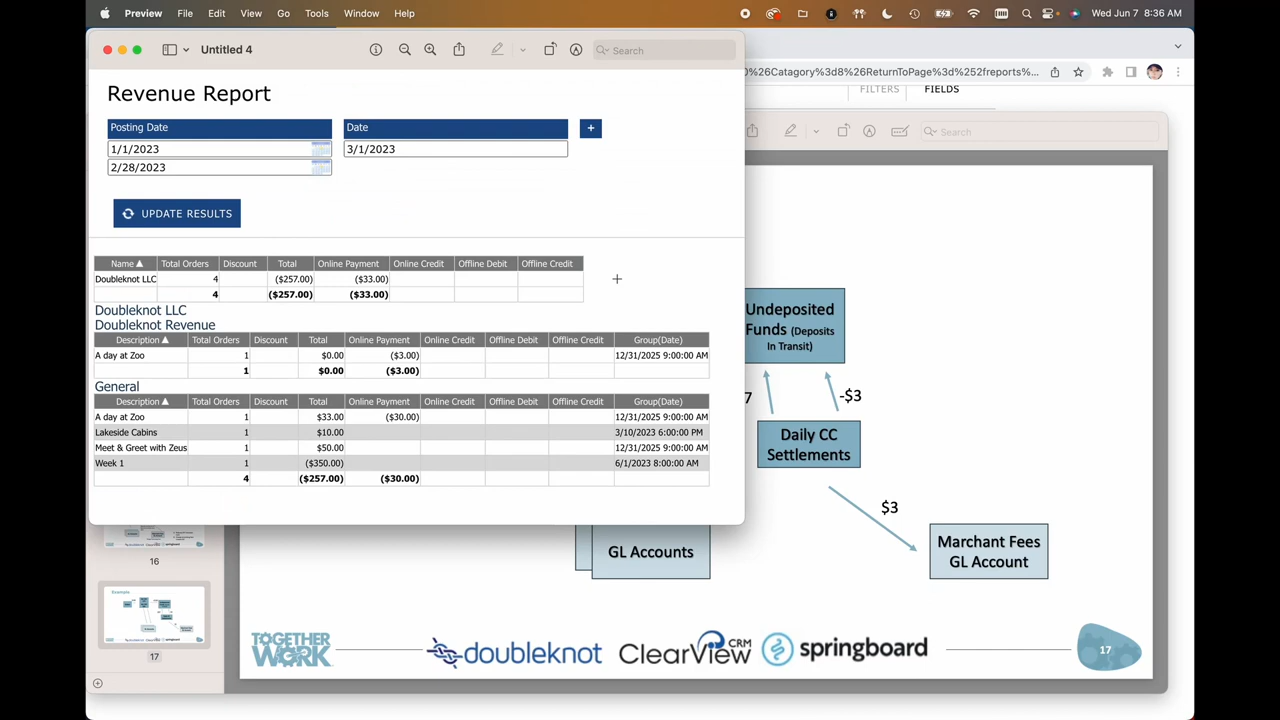 Preview File Edit View Go Tools Window Help Wed Jun 7 8:36 AM
Untitled 4 Search
0%26Catagory%3d8%26ReturnToPage%3d%252freports%...
FILTERS FIELDS
Search
Revenue Report
Posting Date Date +
1/1/2023 3/1/2023
2/28/2023
UPDATE RESULTS
Name ▲ Total Orders Discount Total Online Payment Online Credit Offline Debit Offline Credit
Doubleknot LLC 4 ($257.00) ($33.00)
4 ($257.00) ($33.00)
Doubleknot LLC
Doubleknot Revenue
Description ▲ Total Orders Discount Total Online Payment Online Credit Offline Debit Offline Credit Group(Date)
A day at Zoo 1 $0.00 ($3.00) 12/31/2025 9:00:00 AM
1 $0.00 ($3.00)
General
Description ▲ Total Orders Discount Total Online Payment Online Credit Offline Debit Offline Credit Group(Date)
A day at Zoo 1 $33.00 ($30.00) 12/31/2025 9:00:00 AM
Lakeside Cabins 1 $10.00 3/10/2023 6:00:00 PM
Meet & Greet with Zeus 1 $50.00 12/31/2025 9:00:00 AM
Week 1 1 ($350.00) 6/1/2023 8:00:00 AM
4 ($257.00) ($30.00)
Undeposited
Funds (Deposits
In Transit)
7 -$3
Daily CC
Settlements
$3
GL Accounts
Marchant Fees
GL Account
16
Example
17
TOGETHER
WORK
doubleknot ClearView CRM springboard 17